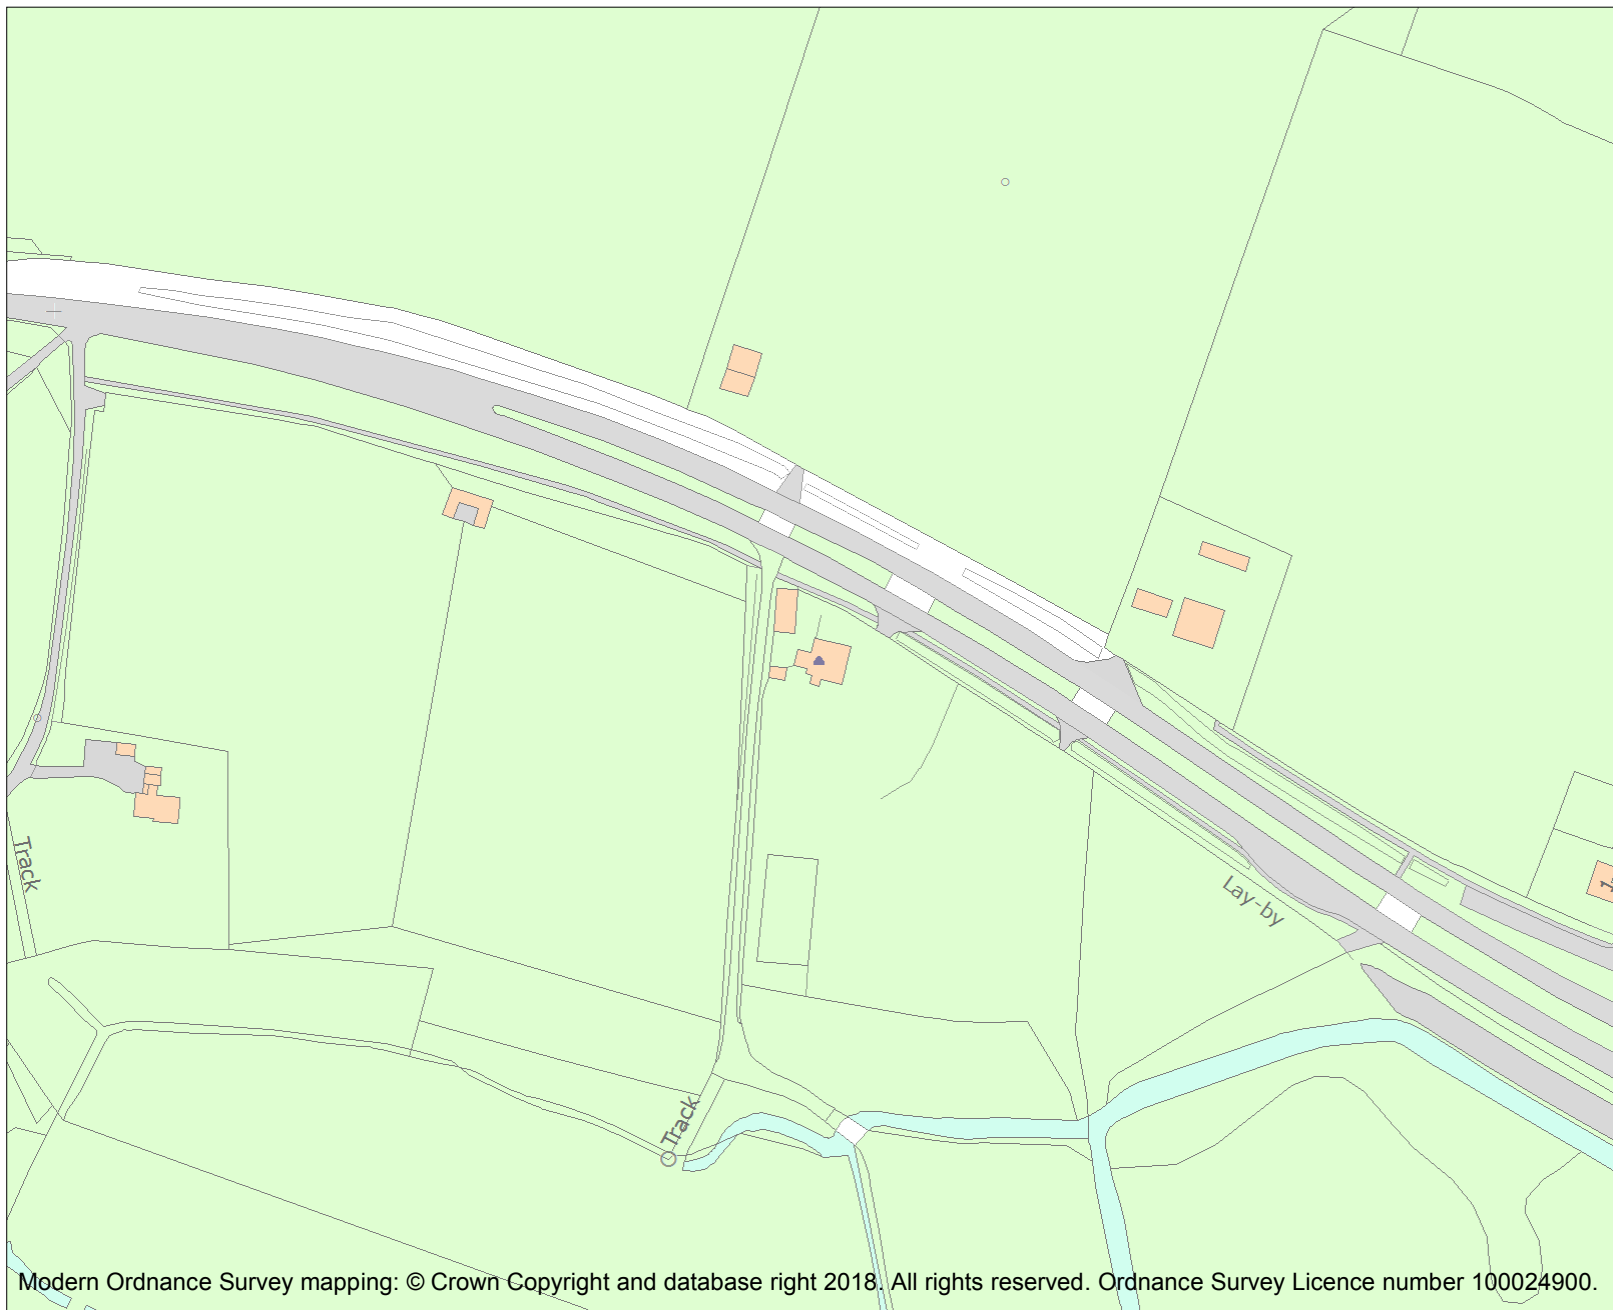 Track
Lay-by
Track
Modern Ordnance Survey mapping: © Crown Copyright and database right 2018. All rights reserved. Ordnance Survey Licence number 100024900.